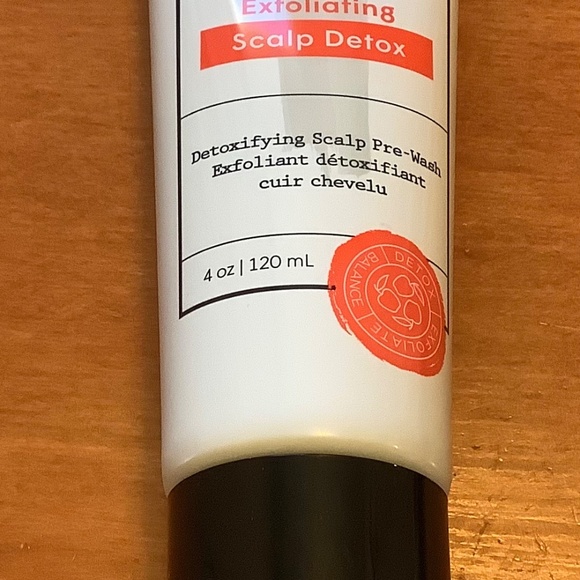 Exfoliating
Scalp Detox
Detoxifying Scalp Pre-Wash
Exfoliant détoxifiant
cuir chevelu
4 oz | 120 mL
DETOX
EXFOLIATE
BALANCE